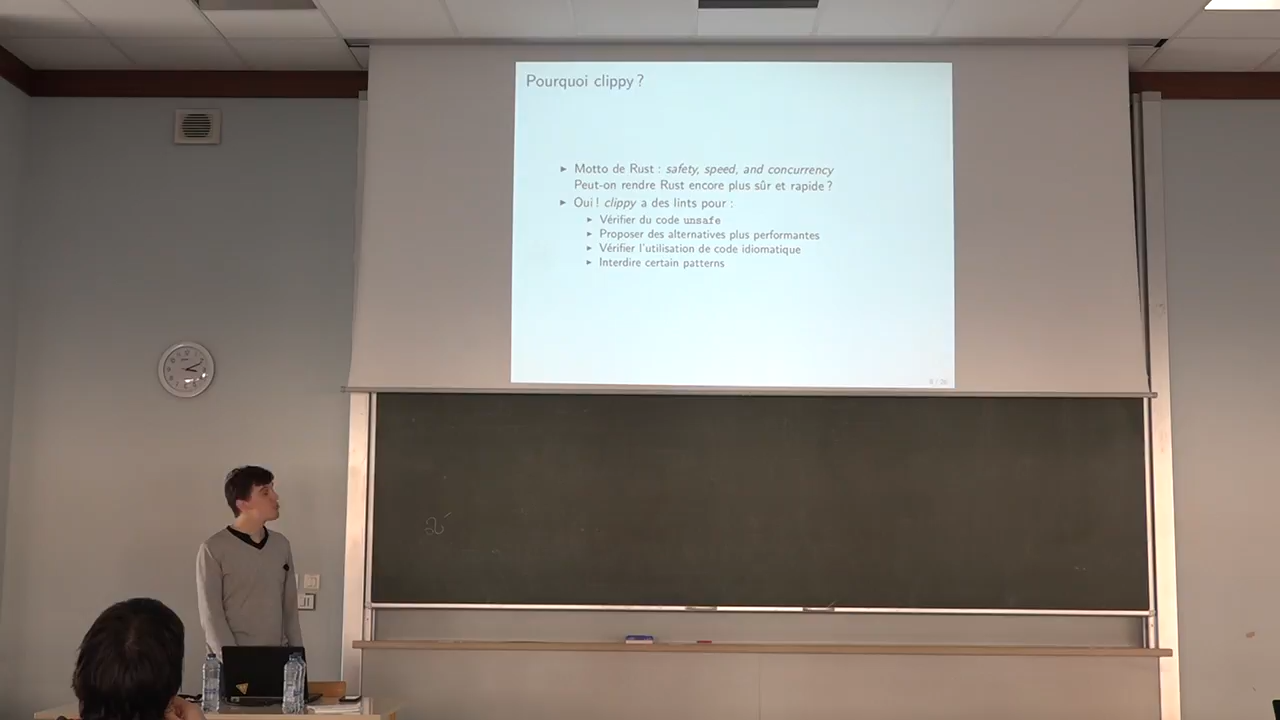 Pourquoi clippy ?
▸ Motto de Rust : safety, speed, and concurrency
Peut-on rendre Rust encore plus sûr et rapide ?
▸ Oui ! clippy a des lints pour :
▸ Vérifier du code unsafe
▸ Proposer des alternatives plus performantes
▸ Vérifier l'utilisation de code idiomatique
▸ Interdire certain patterns